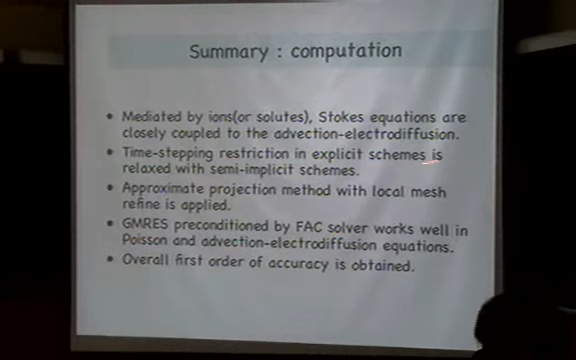 Summary : computation
• Mediated by ions(or solutes), Stokes equations are
closely coupled to the advection-electrodiffusion.
• Time-stepping restriction in explicit schemes is
relaxed with semi-implicit schemes.
• Approximate projection method with local mesh
refine is applied.
• GMRES preconditioned by FAC solver works well in
Poisson and advection-electrodiffusion equations.
• Overall first order of accuracy is obtained.